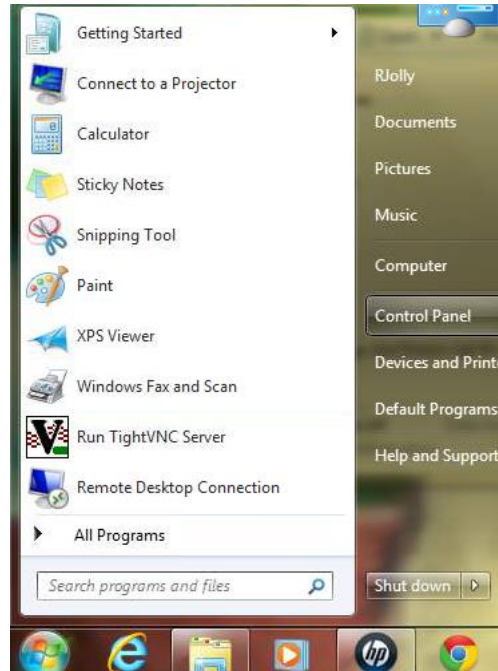 Getting Started
Connect to a Projector
Calculator
Sticky Notes
Snipping Tool
Paint
XPS Viewer
Windows Fax and Scan
Run TightVNC Server
Remote Desktop Connection
All Programs
Search programs and files
RJolly
Documents
Pictures
Music
Computer
Control Panel
Devices and Printe
Default Programs
Help and Support
Shut down
hp